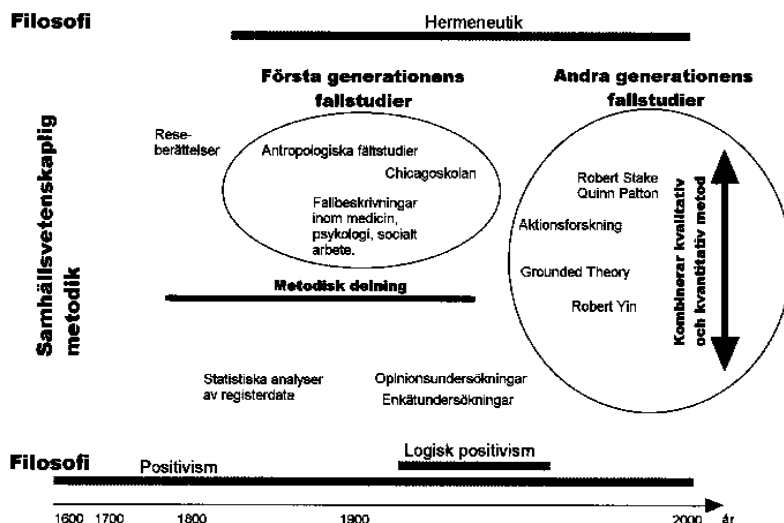 Filosofi
Hermeneutik
Första generationens
fallstudier
Andra generationens
fallstudier
Samhällsvetenskaplig
metodik
Rese-
berättelser
Antropologiska fältstudier
Chicagoskolan
Fallbeskrivningar
inom medicin,
psykologi, socialt
arbete.
Robert Stake
Quinn Patton
Aktionsforskning
Grounded Theory
Robert Yin
Kombinerar kvalitativ
och kvantitativ metod
Metodisk delning
Statistiska analyser
av registerdata
Opinionsundersökningar
Enkätundersökningar
Filosofi
Positivism
Logisk positivism
1600 1700 1800 1900 2000 år